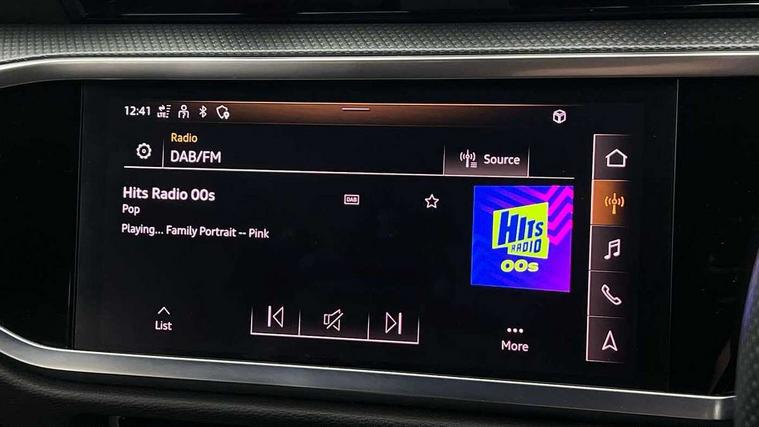 12:41 LTE
Radio
DAB/FM
Source
Hits Radio 00s
DAB
Pop
Playing... Family Portrait -- Pink
HITS
RADIO
00s
List
More